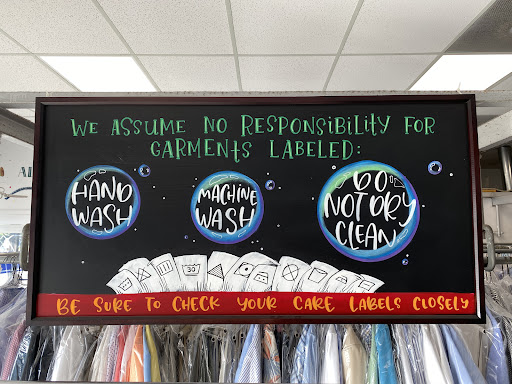 WE ASSUME NO RESPONSIBILITY FOR
GARMENTS LABELED:
HAND
WASH
MACHINE
WASH
DO
NOT DRY
CLEAN
30
BE SURE TO CHECK YOUR CARE LABELS CLOSELY